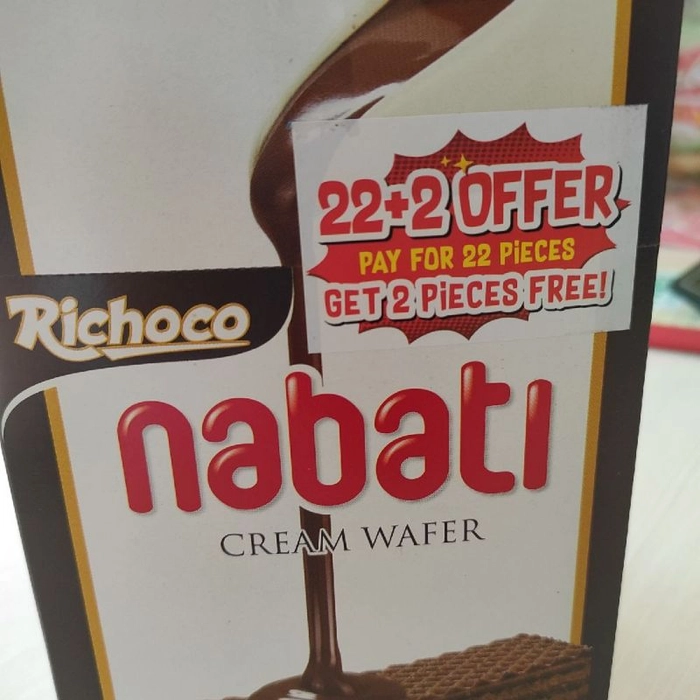 22+2 OFFER
PAY FOR 22 PIECES
GET 2 PIECES FREE!
Richoco
nabati
CREAM WAFER